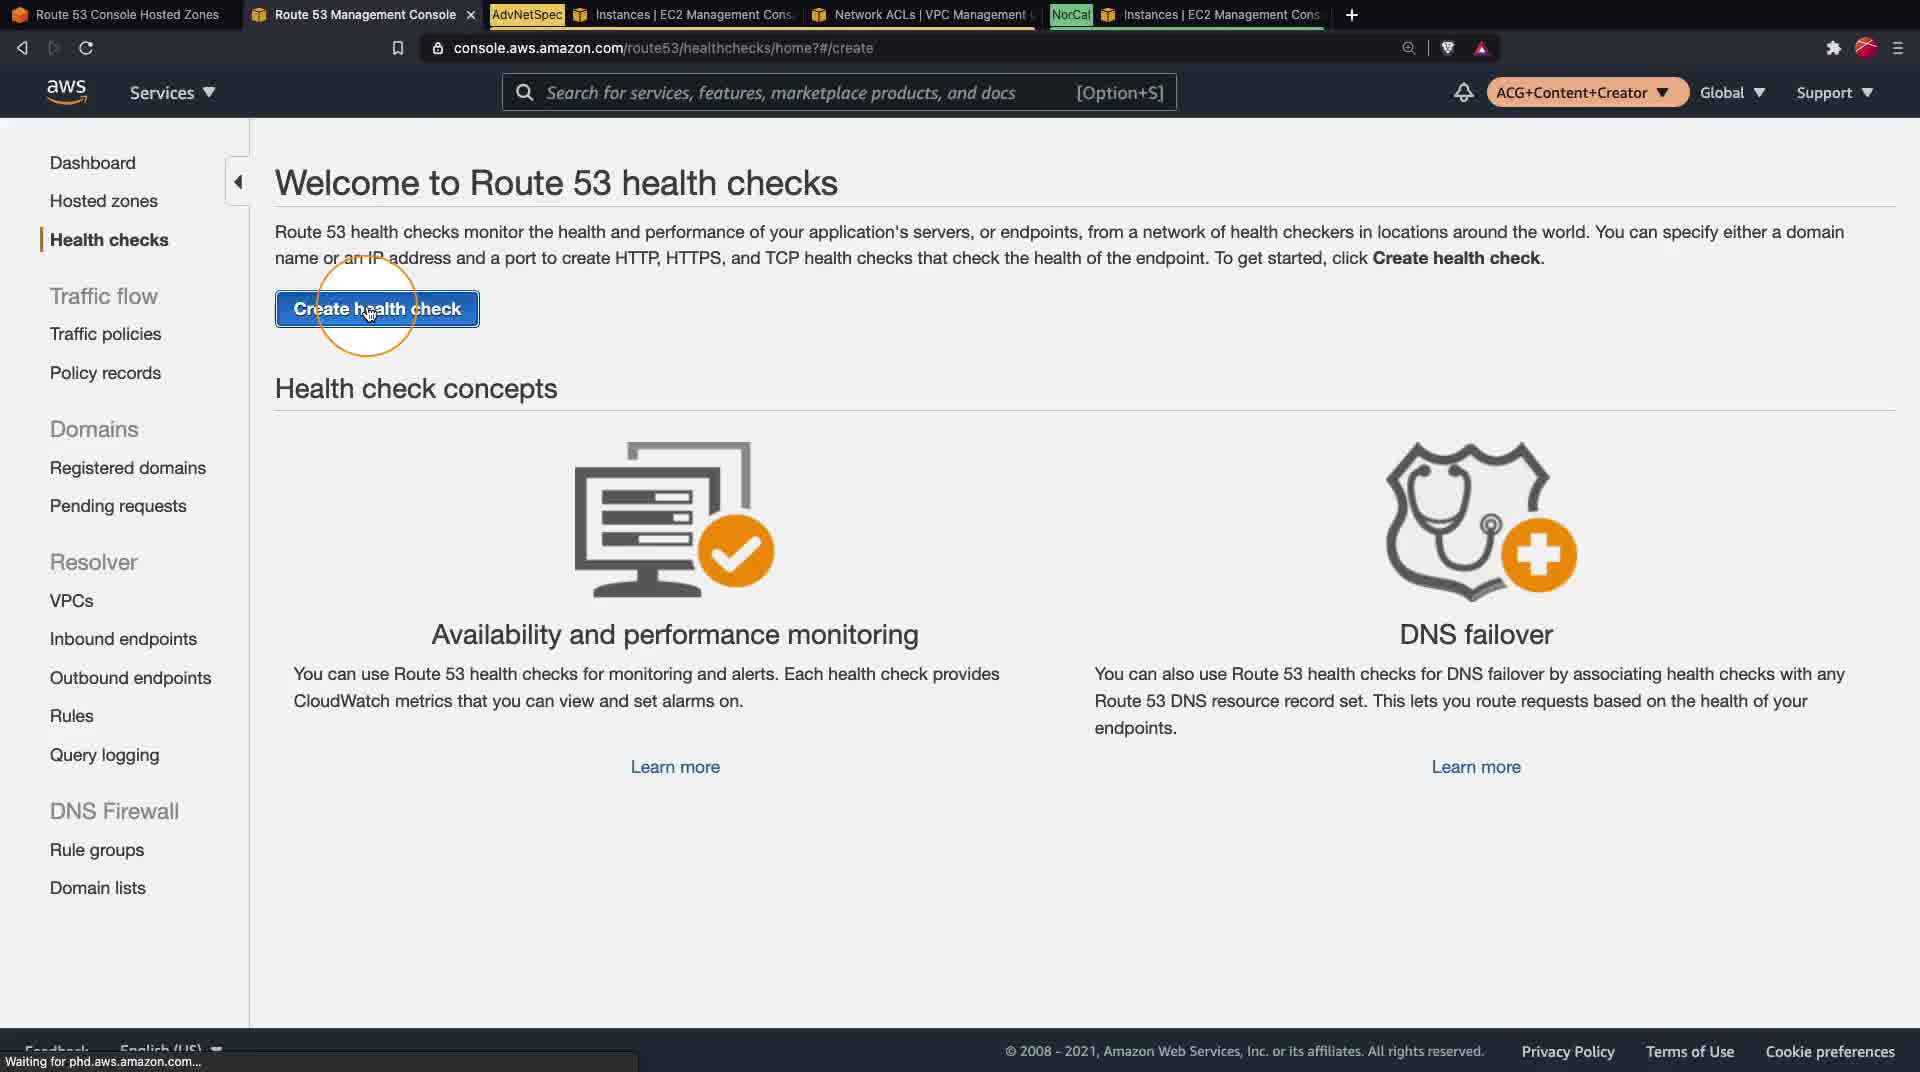 Route 53 Console Hosted Zones
Route 53 Management Console
AdvNetSpec
Instances | EC2 Management Cons
Network ACLs | VPC Management
NorCal
Instances | EC2 Management Cons
console.aws.amazon.com/route53/healthchecks/home?#/create
aws
Services
Search for services, features, marketplace products, and docs
[Option+S]
ACG+Content+Creator
Global
Support
Dashboard
Hosted zones
Health checks
Traffic flow
Traffic policies
Policy records
Domains
Registered domains
Pending requests
Resolver
VPCs
Inbound endpoints
Outbound endpoints
Rules
Query logging
DNS Firewall
Rule groups
Domain lists
Welcome to Route 53 health checks
Route 53 health checks monitor the health and performance of your application's servers, or endpoints, from a network of health checkers in locations around the world. You can specify either a domain
name or an IP address and a port to create HTTP, HTTPS, and TCP health checks that check the health of the endpoint. To get started, click Create health check.
Create health check
Health check concepts
Availability and performance monitoring
You can use Route 53 health checks for monitoring and alerts. Each health check provides
CloudWatch metrics that you can view and set alarms on.
Learn more
DNS failover
You can also use Route 53 health checks for DNS failover by associating health checks with any
Route 53 DNS resource record set. This lets you route requests based on the health of your
endpoints.
Learn more
Feedback
English (US)
© 2008 - 2021, Amazon Web Services, Inc. or its affiliates. All rights reserved.
Privacy Policy
Terms of Use
Cookie preferences
Waiting for phd.aws.amazon.com...